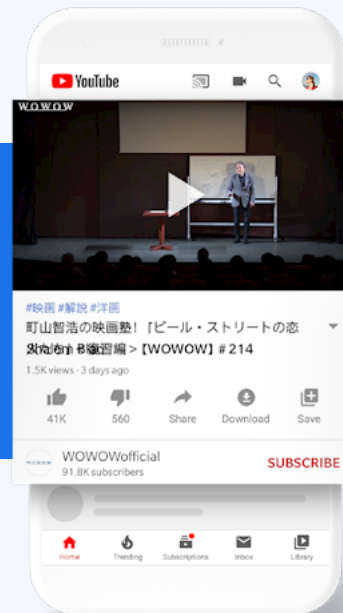 YouTube
WOWOW
#映画 #解説 #洋画
町山智浩の映画塾!「ビール・ストリートの恋
編 >【WOWOW】 # 214
1.5K views · 3 days ago
41K 560 Share Download Save
WOWOWofficial SUBSCRIBE
91.8K subscribers
Home Trending Subscriptions Inbox Library